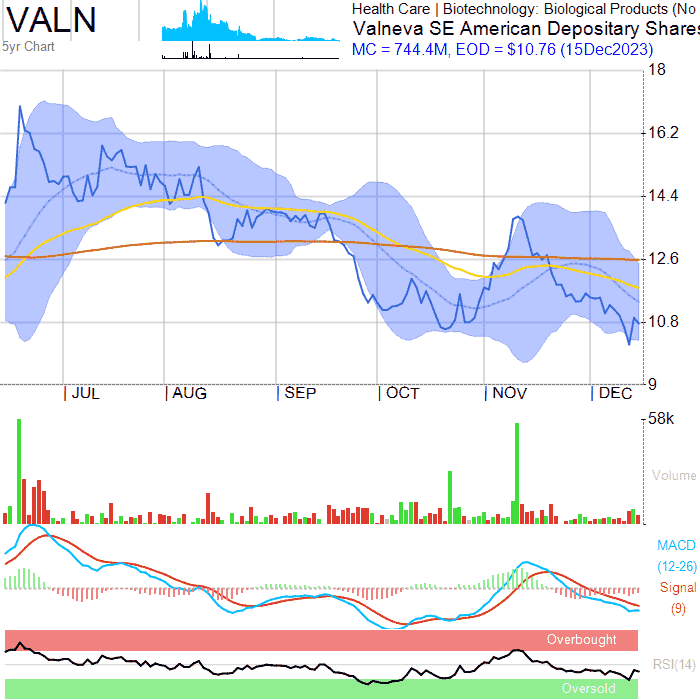 VALN
5yr Chart
Health Care | Biotechnology: Biological Products (No
Valneva SE American Depositary Shares
MC = 744.4M, EOD = $10.76 (15Dec2023)
18
16.2
14.4
12.6
10.8
9
JUL AUG SEP OCT NOV DEC
58k
Volume
MACD
(12-26)
Signal
(9)
Overbought
RSI(14)
Oversold